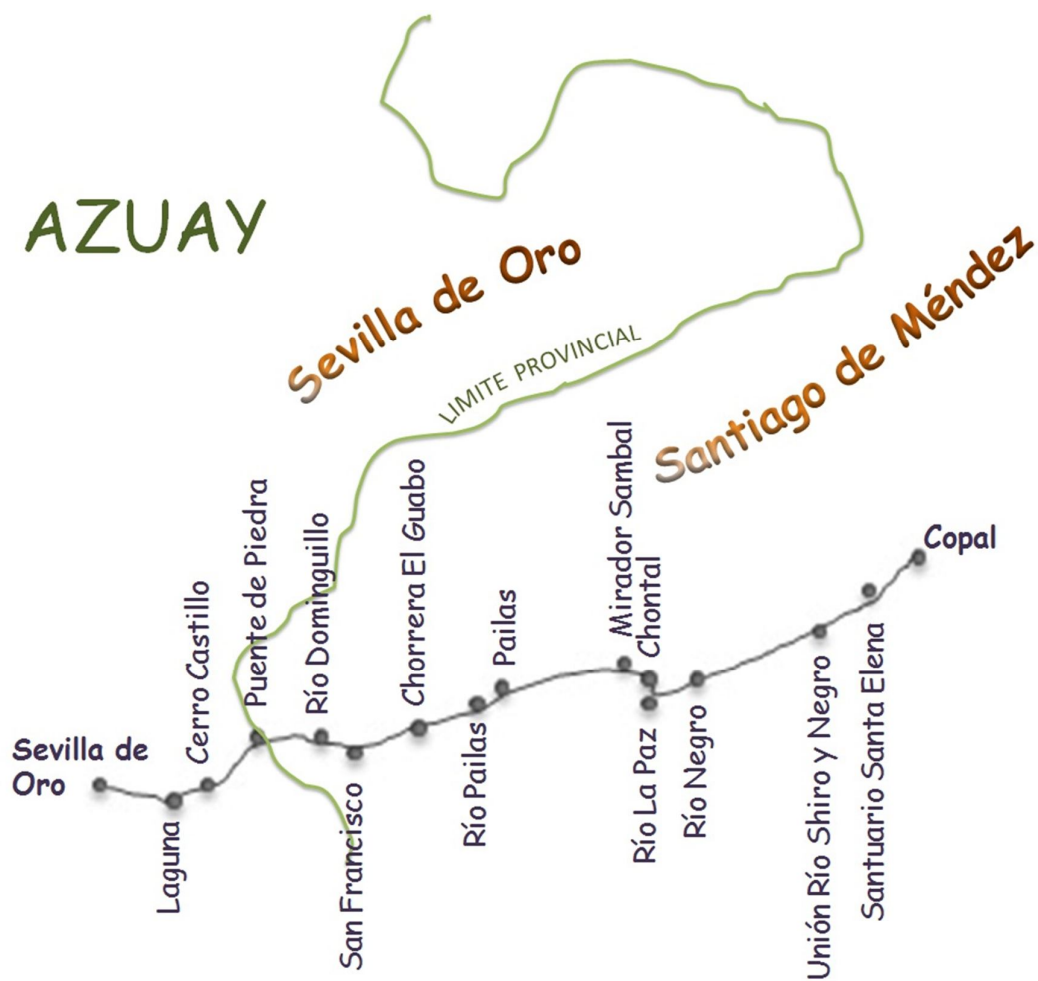 AZUAY
Sevilla de Oro
Santiago de Méndez
LIMITE PROVINCIAL
Sevilla de
Oro
Laguna
Cerro Castillo
Puente de Piedra
Río Dominguillo
San Francisco
Chorrera El Guabo
Río Pailas
Pailas
Mirador Sambal
Chontal
Río La Paz
Río Negro
Unión Río Shiro y Negro
Santuario Santa Elena
Copal